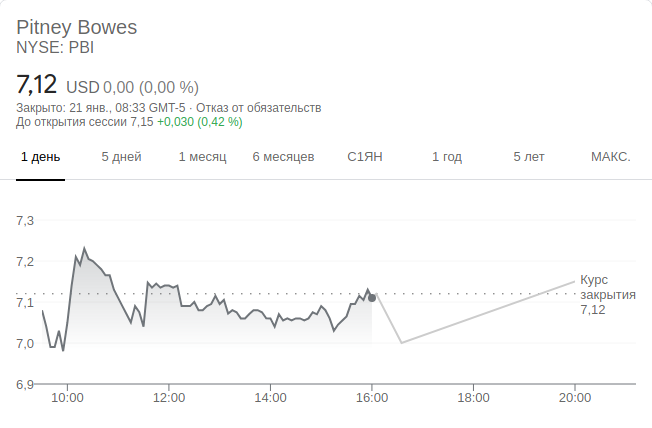 Pitney Bowes
NYSE: PBI
7,12 USD 0,00 (0,00 %)
Закрыто: 21 янв., 08:33 GMT-5 · Отказ от обязательств
До открытия сессии 7,15 +0,030 (0,42 %)
1 день 5 дней 1 месяц 6 месяцев С1ЯН 1 год 5 лет МАКС.
7,3
7,2
7,1
7,0
6,9
Курс
закрытия
7,12
10:00 12:00 14:00 16:00 18:00 20:00